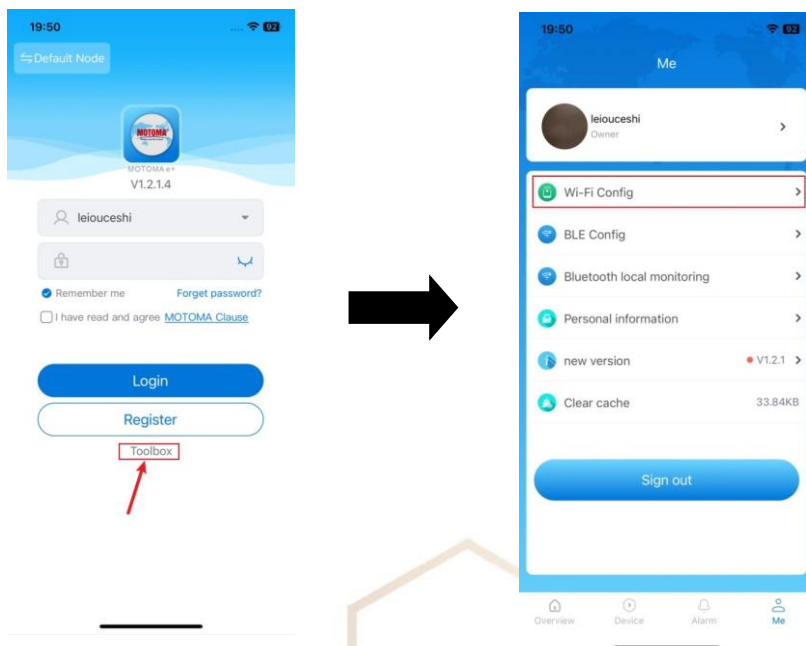 19:50
.... 92
⇋Default Node
MOTOMA
MOTOMA e+
V1.2.1.4
leiouceshi
Remember me Forget password?
I have read and agree MOTOMA Clause
Login
Register
Toolbox
19:50
.... 92
Me
leiouceshi
Owner
Wi-Fi Config
BLE Config
Bluetooth local monitoring
Personal information
new version V1.2.1
Clear cache 33.84KB
Sign out
Overview Device Alarm Me